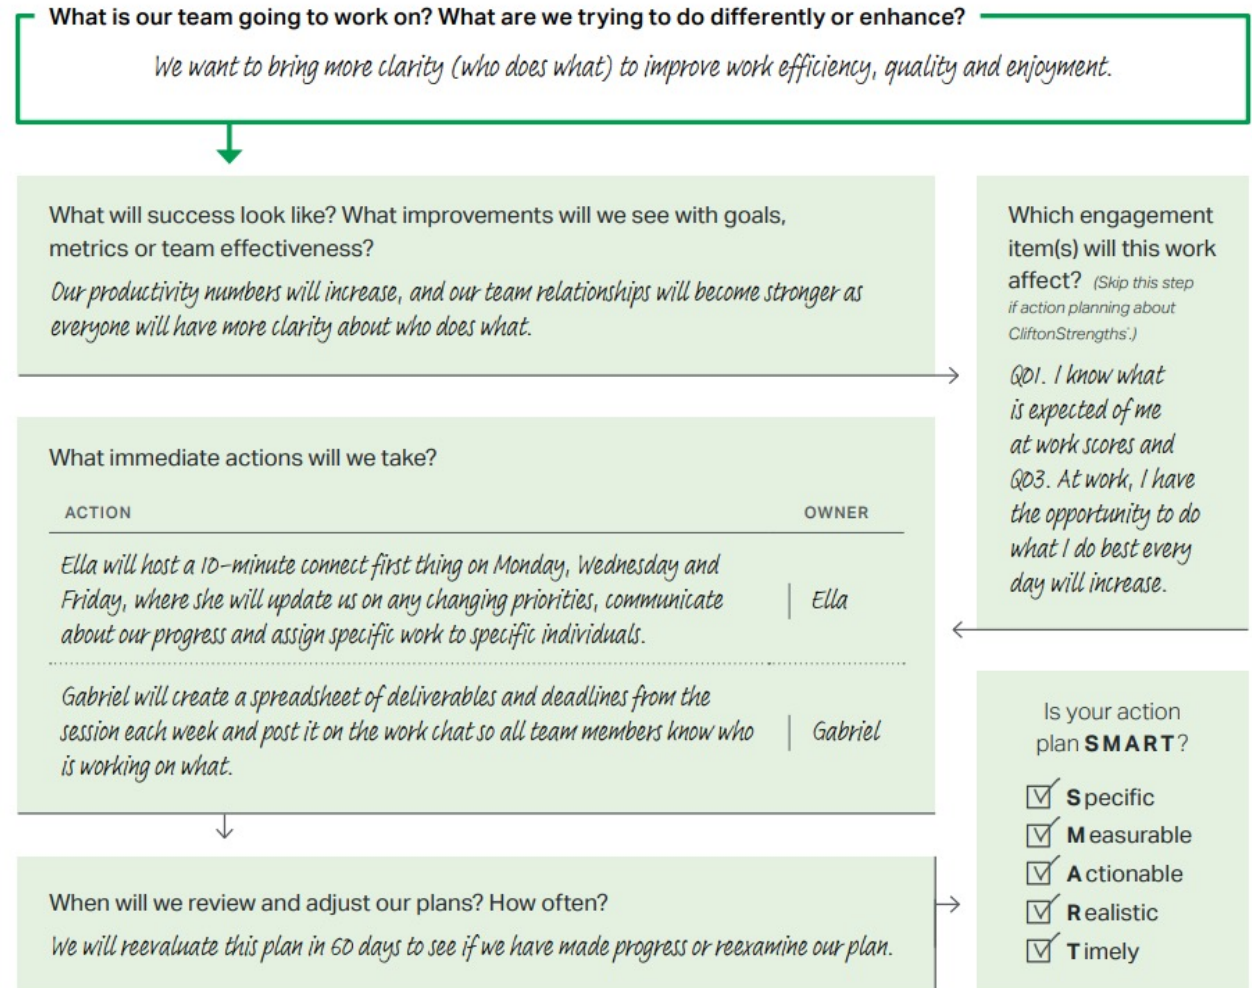 What is our team going to work on? What are we trying to do differently or enhance?
We want to bring more clarity (who does what) to improve work efficiency, quality and enjoyment.
What will success look like? What improvements will we see with goals,
metrics or team effectiveness?
Our productivity numbers will increase, and our team relationships will become stronger as
everyone will have more clarity about who does what.
Which engagement
item(s) will this work
affect? (Skip this step
if action planning about
CliftonStrengths®.)
Q01. I know what
is expected of me
at work scores and
Q03. At work, I have
the opportunity to do
what I do best every
day will increase.
What immediate actions will we take?
ACTION OWNER
Ella will host a 10-minute connect first thing on Monday, Wednesday and
Friday, where she will update us on any changing priorities, communicate
about our progress and assign specific work to specific individuals.
Ella
Gabriel will create a spreadsheet of deliverables and deadlines from the
session each week and post it on the work chat so all team members know who
is working on what.
Gabriel
When will we review and adjust our plans? How often?
We will reevaluate this plan in 60 days to see if we have made progress or reexamine our plan.
Is your action
plan SMART?
Specific
Measurable
Actionable
Realistic
Timely